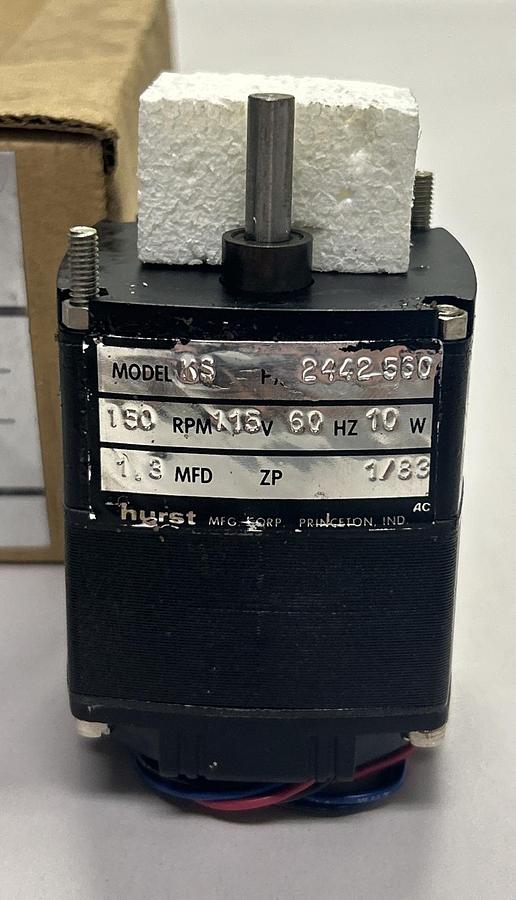 MODEL KS P/N 2442-560
150 RPM 115 V 60 HZ 10 W
1.3 MFD ZP 1/83
AC
hurst MFG. CORP. PRINCETON, IND.